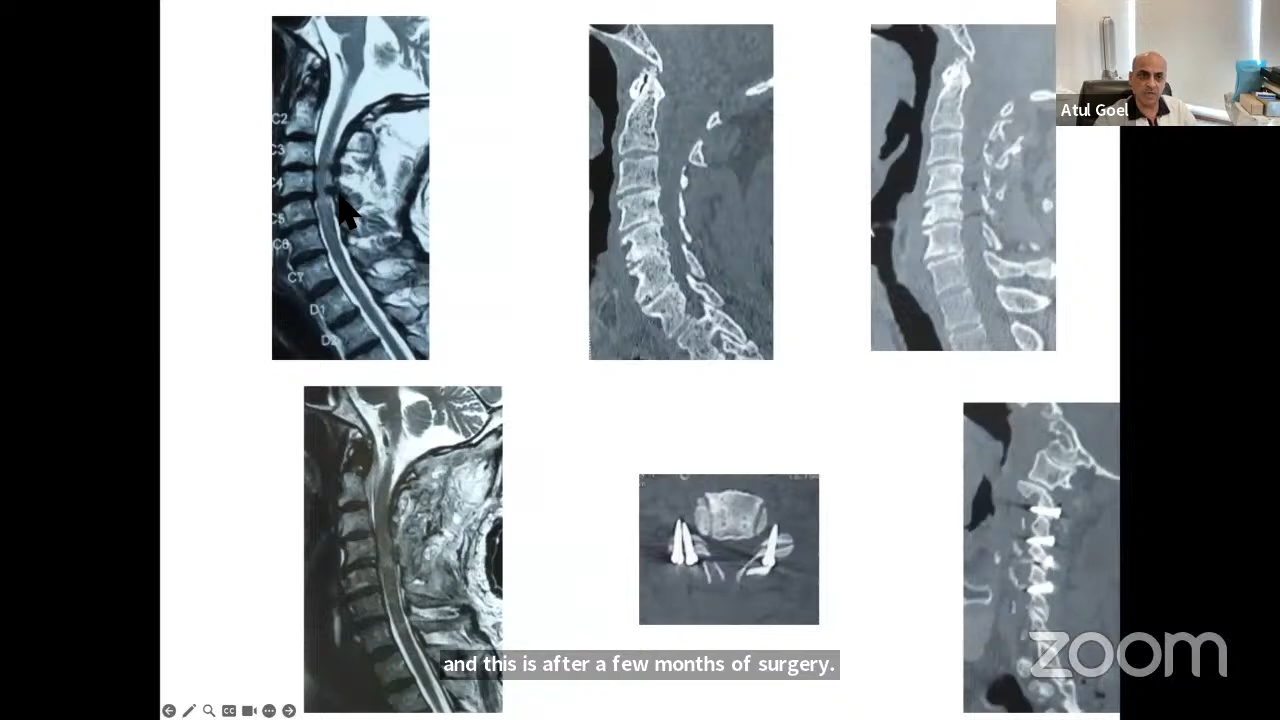 Atul Goel
C2
C3
C4
C5
C6
C7
D1
D2
and this is after a few months of surgery.
zoom
CC